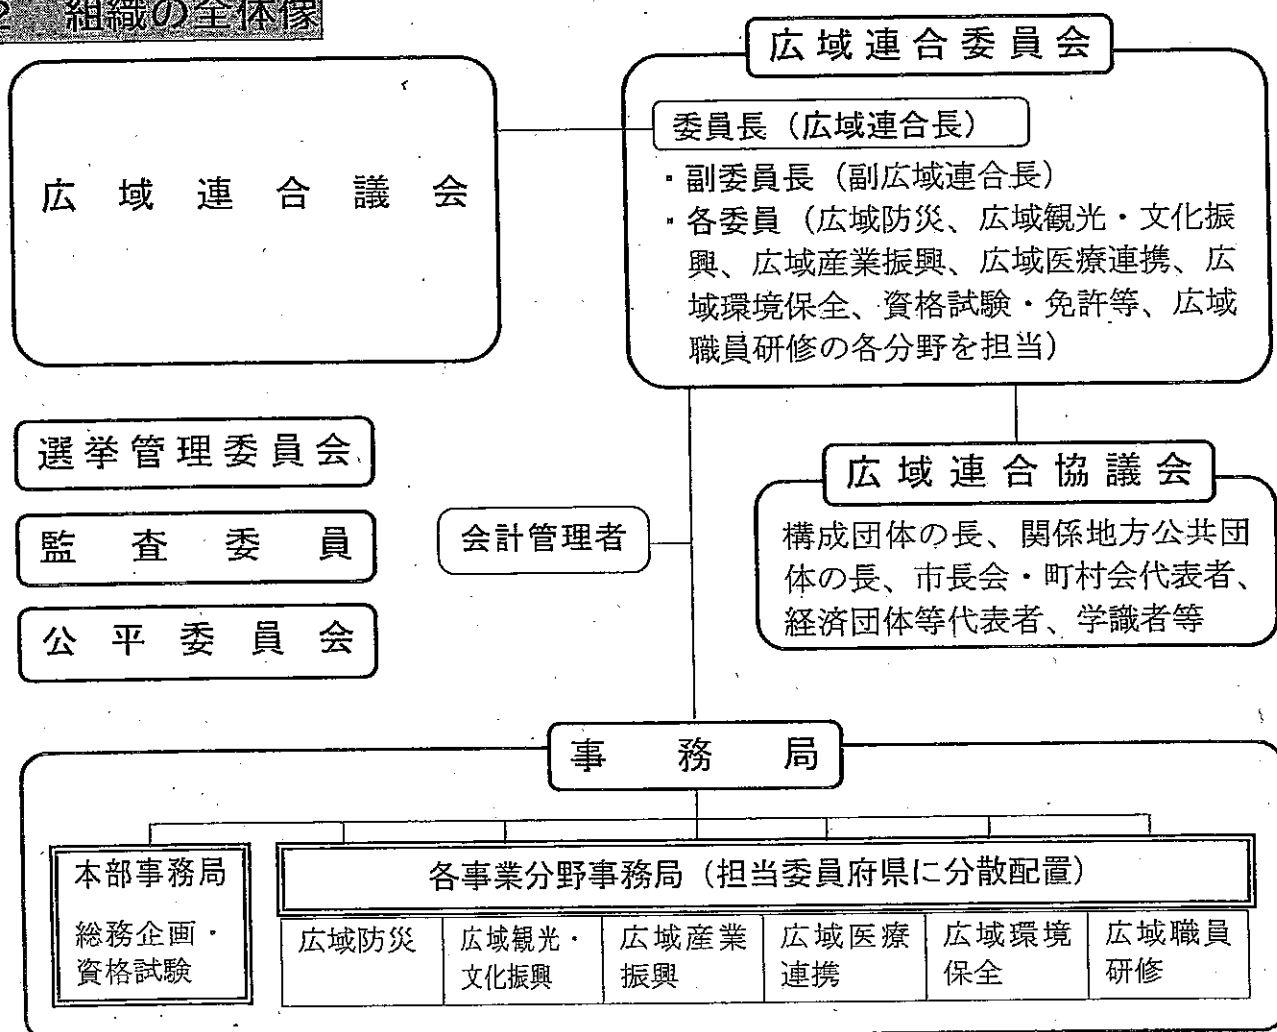 2 組織の全体像
広域連合議会
広域連合委員会
委員長（広域連合長）
・副委員長（副広域連合長）
・各委員（広域防災、広域観光・文化振
興、広域産業振興、広域医療連携、広
域環境保全、資格試験・免許等、広域
職員研修の各分野を担当）
選挙管理委員会
監査委員
公平委員会
会計管理者
広域連合協議会
構成団体の長、関係地方公共団
体の長、市長会・町村会代表者、
経済団体等代表者、学識者等
事務局
本部事務局
総務企画・
資格試験
各事業分野事務局（担当委員府県に分散配置）
広域防災
広域観光・
文化振興
広域産業
振興
広域医療
連携
広域環境
保全
広域職員
研修